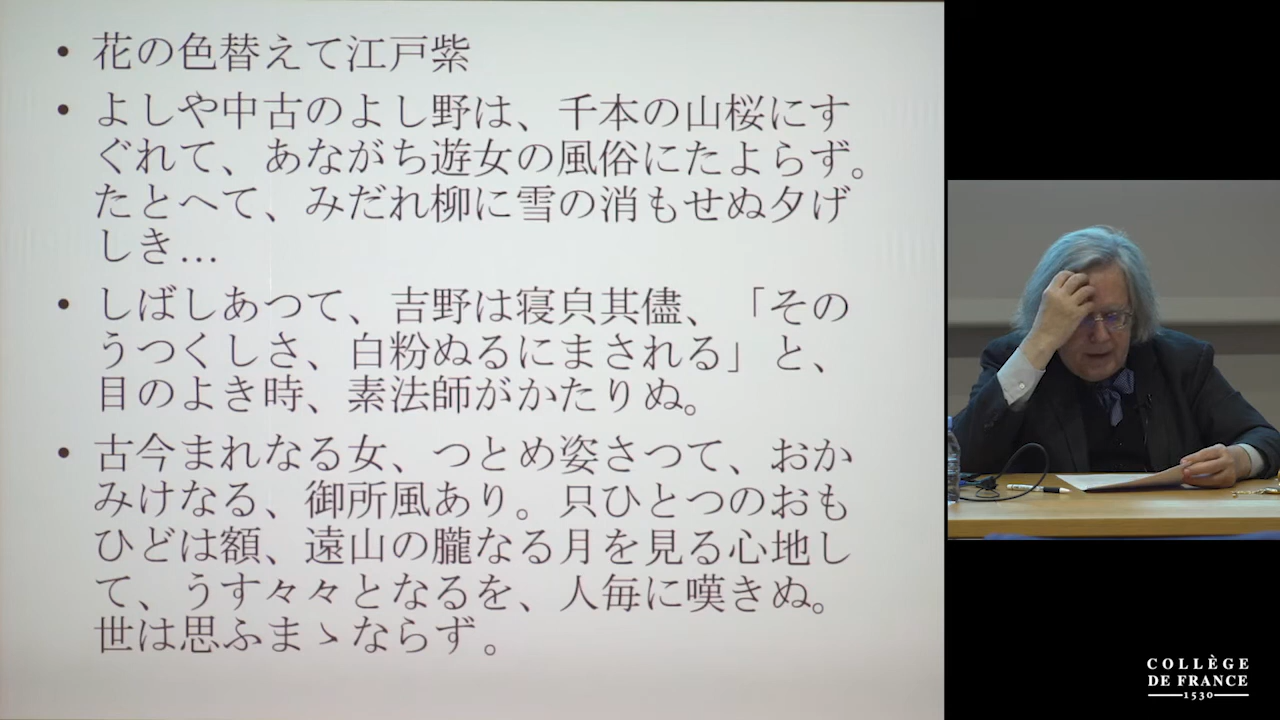 • 花の色替えて江戸紫
• よしや中古のよし野は、千本の山桜にす
ぐれて、あながち遊女の風俗にたよらず。
たとへて、みだれ柳に雪の消もせぬ夕げ
しき…
• しばしあつて、吉野は寝皃其儘、「その
うつくしさ、白粉ぬるにまされる」と、
目のよき時、素法師がかたりぬ。
• 古今まれなる女、つとめ姿さつて、おか
みけなる、御所風あり。只ひとつのおも
ひどは額、遠山の朧なる月を見る心地し
て、うす々々となるを、人毎に嘆きぬ。
世は思ふまゝならず。
COLLÈGE
DE FRANCE
1530